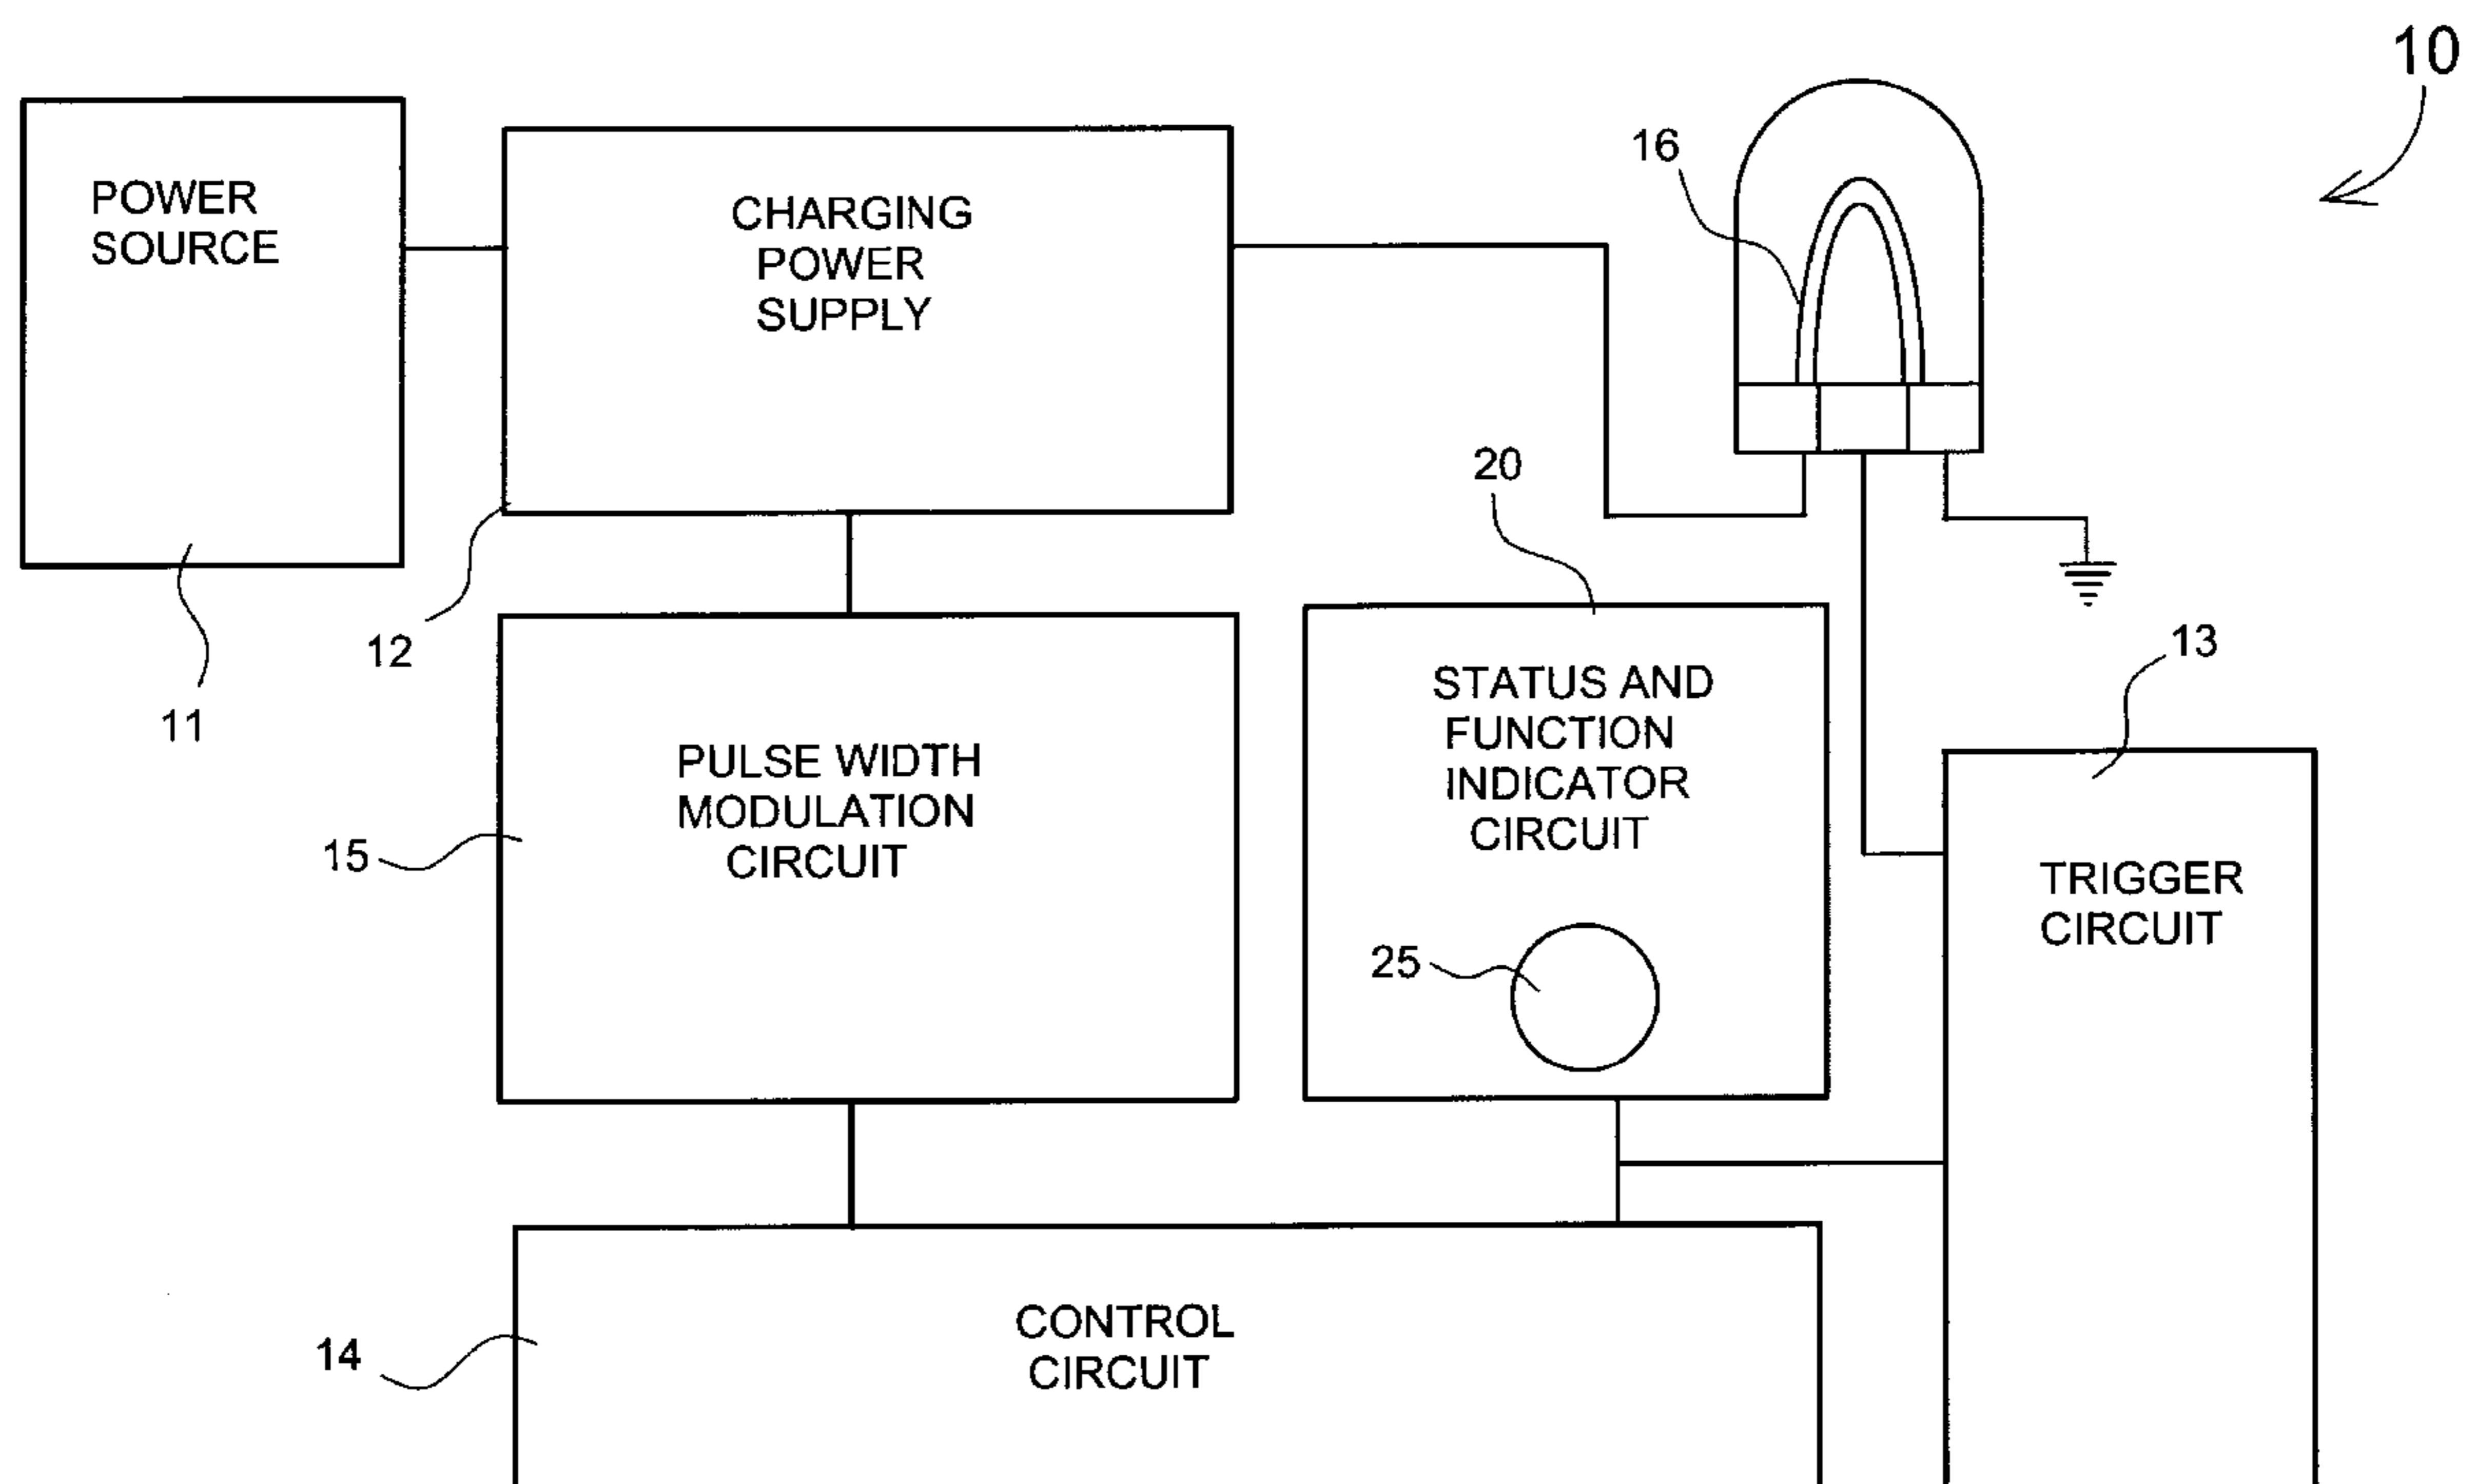 10
POWER
SOURCE
CHARGING
POWER
SUPPLY
16
20
12
11
13
STATUS AND
FUNCTION
INDICATOR
CIRCUIT
PULSE WIDTH
MODULATION
CIRCUIT
15
TRIGGER
CIRCUIT
25
CONTROL
CIRCUIT
14